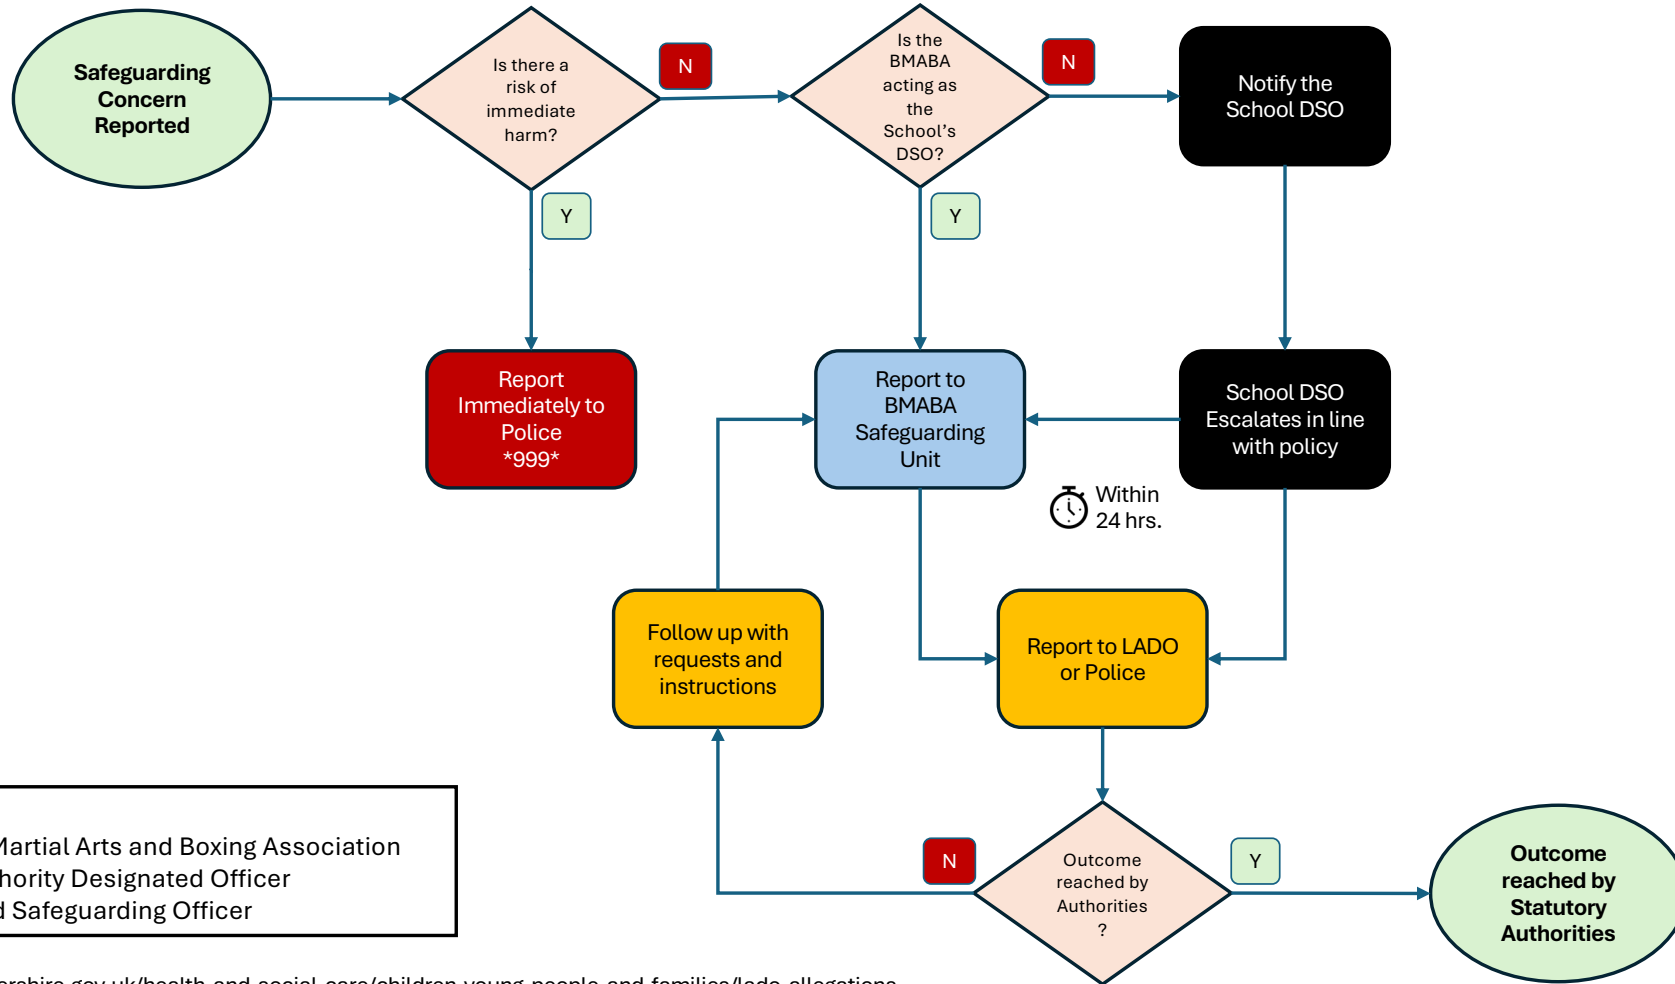 Safeguarding
Concern
Reported
Is there a
risk of
immediate
harm?
N
Is the
BMABA
acting as
the
School’s
DSO?
N
Notify the
School DSO
Y
Y
Report
Immediately to
Police
*999*
Report to
BMABA
Safeguarding
Unit
School DSO
Escalates in line
with policy
Within
24 hrs.
Follow up with
requests and
instructions
Report to LADO
or Police
Martial Arts and Boxing Association
Designated Officer
Safeguarding Officer
N
Outcome
reached by
Authorities
?
Y
Outcome
reached by
Statutory
Authorities